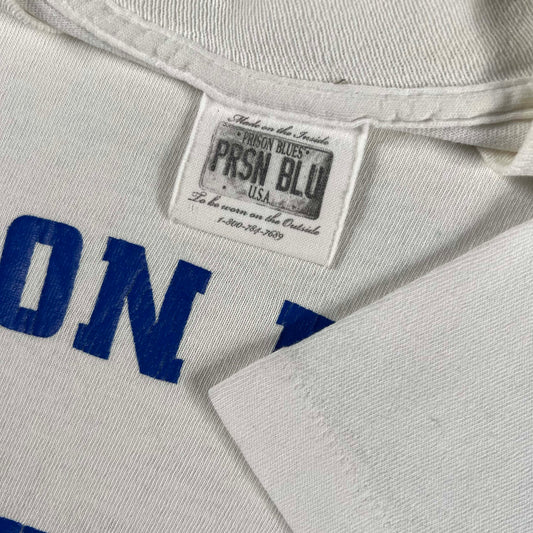 Made on the Inside
• PRISON BLUES •
PRSN BLU
U.S.A.
To be worn on the Outside
1-800-784-7689
ON